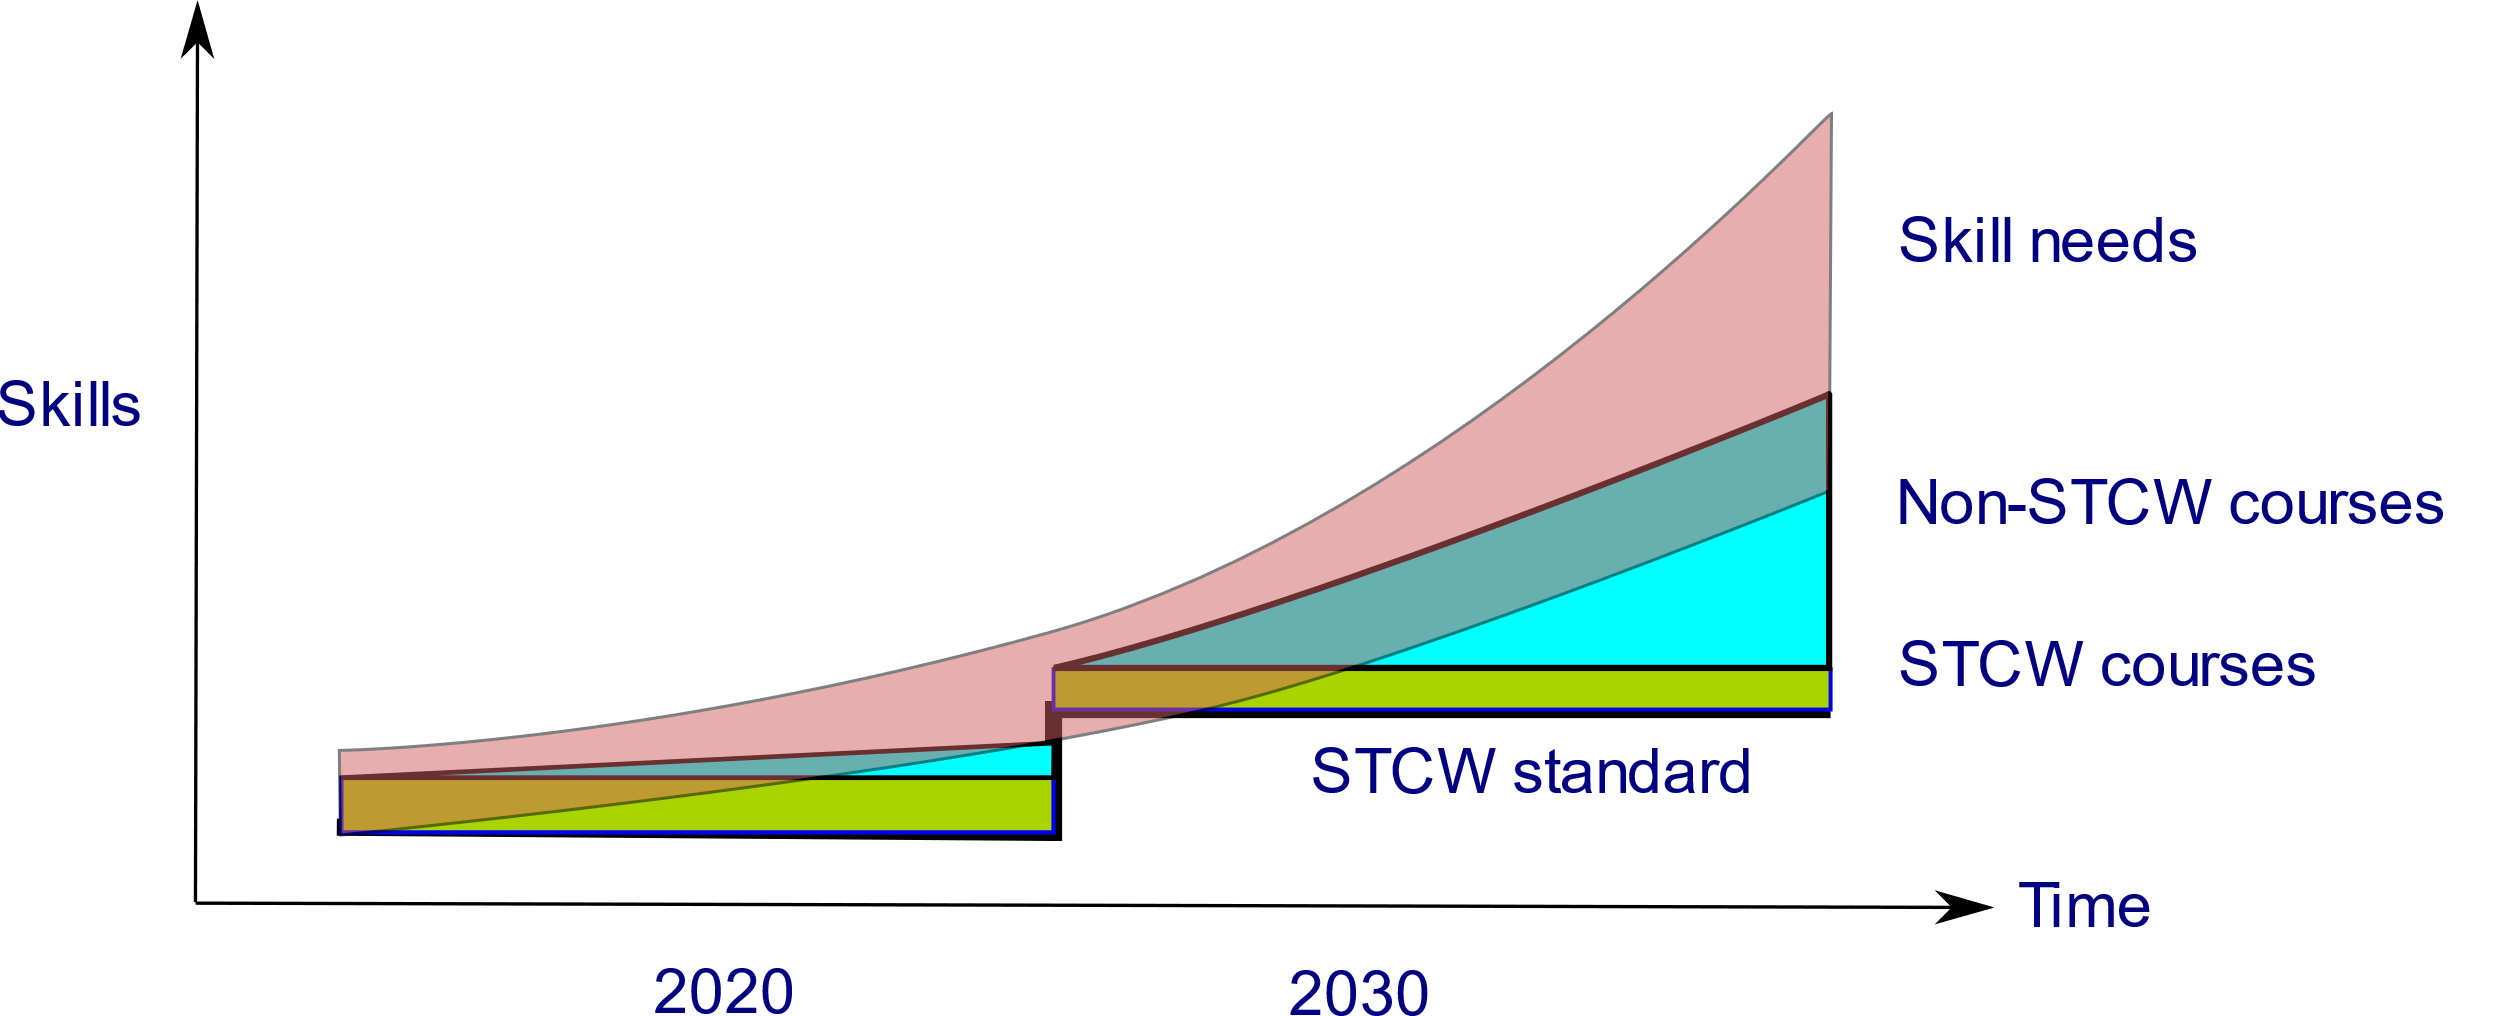 Skill needs
Skills
Non-STCW courses
STCW courses
STCW standard
Time
2020
2030